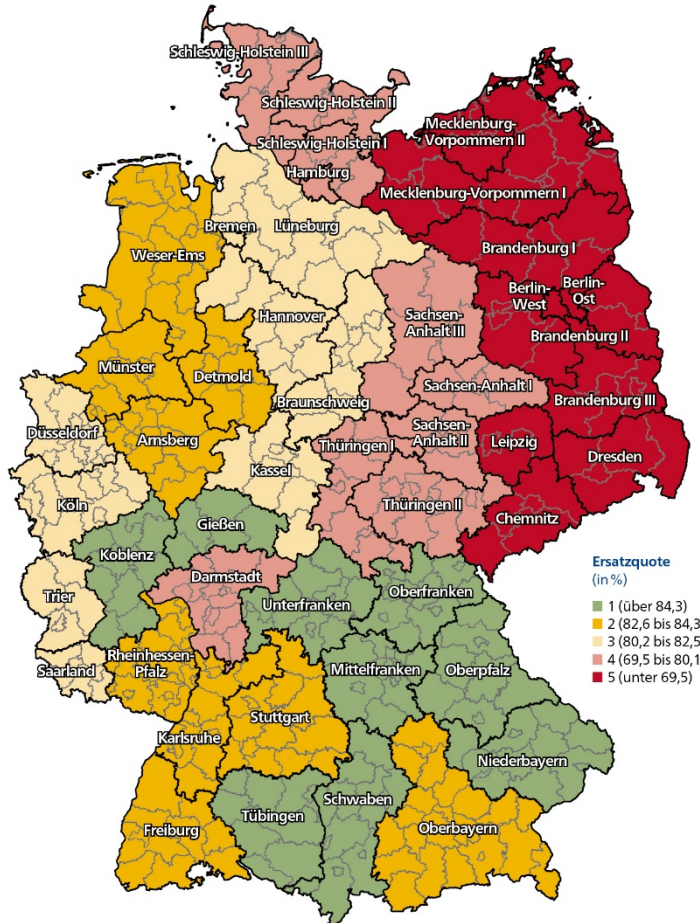 Schleswig-Holstein III
Schleswig-Holstein II
Schleswig-Holstein I
Hamburg
Mecklenburg-
Vorpommern II
Mecklenburg-Vorpommern I
Bremen
Lüneburg
Brandenburg I
Weser-Ems
Berlin-
West
Berlin-
Ost
Hannover
Sachsen-
Anhalt III
Brandenburg II
Münster
Detmold
Sachsen-Anhalt I
Braunschweig
Brandenburg III
Düsseldorf
Arnsberg
Thüringen I
Sachsen-
Anhalt II
Leipzig
Dresden
Kassel
Köln
Thüringen II
Chemnitz
Gießen
Koblenz
Darmstadt
Trier
Unterfranken
Oberfranken
Saarland
Rheinhessen-
Pfalz
Mittelfranken
Oberpfalz
Stuttgart
Karlsruhe
Niederbayern
Schwaben
Tübingen
Freiburg
Oberbayern
Ersatzquote
(in %)
1 (über 84,3)
2 (82,6 bis 84,3
3 (80,2 bis 82,5
4 (69,5 bis 80,1
5 (unter 69,5)